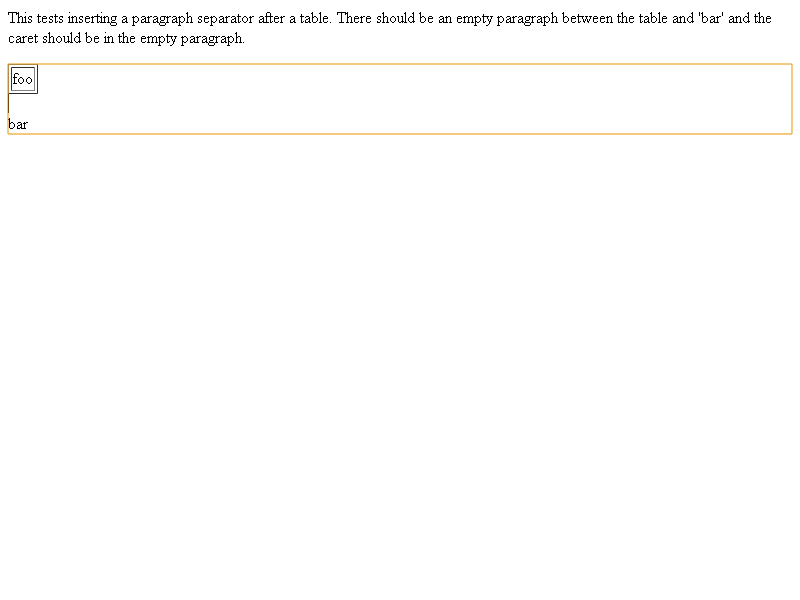 This tests inserting a paragraph separator after a table. There should be an empty paragraph between the table and 'bar' and the
caret should be in the empty paragraph.
foo
bar